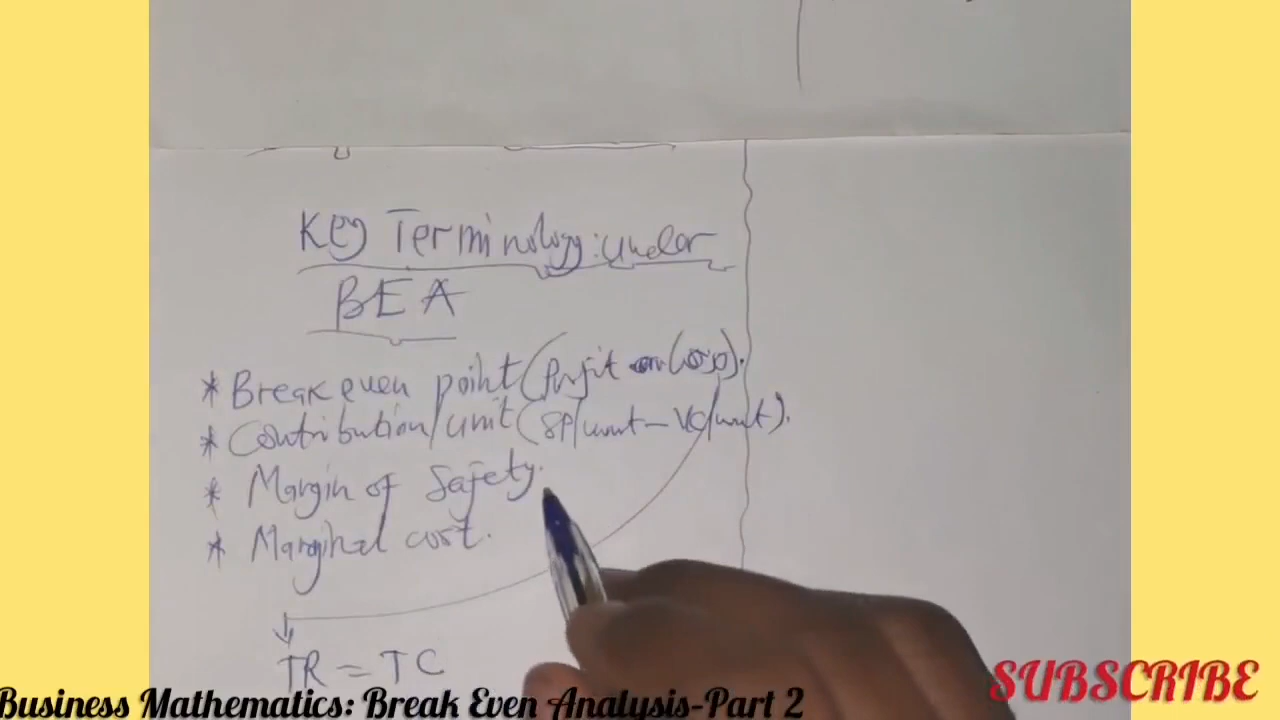 Key Terminology: under
BEA
* Break even point (Profit or loss).
* Contribution/unit (SP/unit - VC/unit).
* Margin of Safety.
* Marginal cost.
TR = TC
Business Mathematics: Break Even Analysis-Part 2
SUBSCRIBE